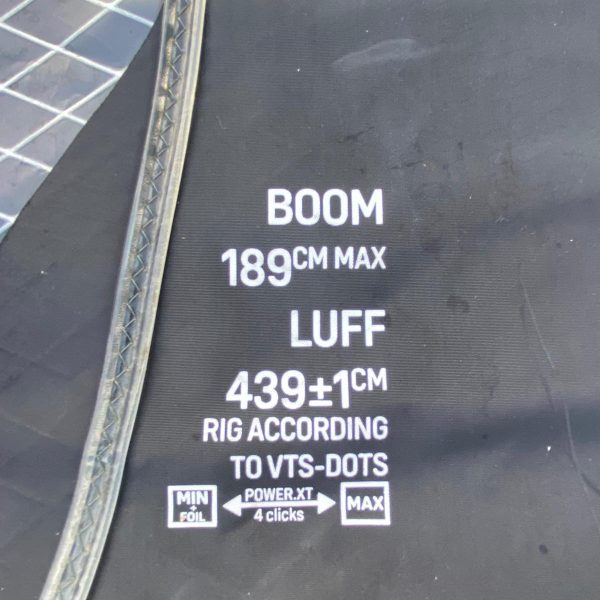 BOOM
189CM MAX
LUFF
439±1CM
RIG ACCORDING
TO VTS-DOTS
MIN + FOIL POWER.XT 4 clicks MAX